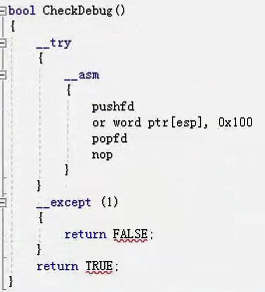 bool CheckDebug()
{
    __try
    {
        __asm
        {
            pushfd
            or word ptr[esp], 0x100
            popfd
            nop
        }
    }
    __except (1)
    {
        return FALSE;
    }
    return TRUE;
}